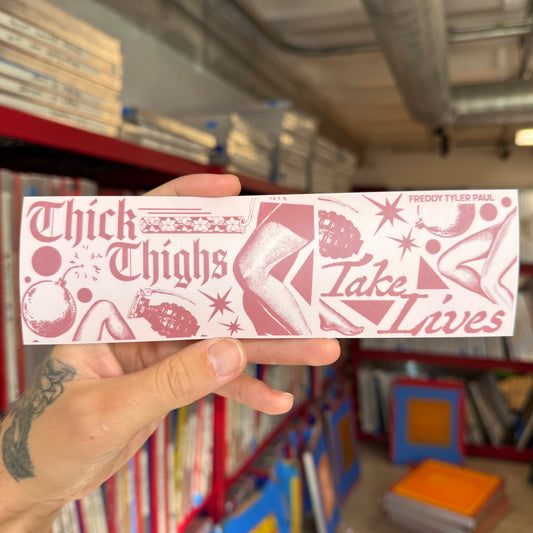 Thick
Thighs
FREDDY TYLER PAUL
Take
Lives